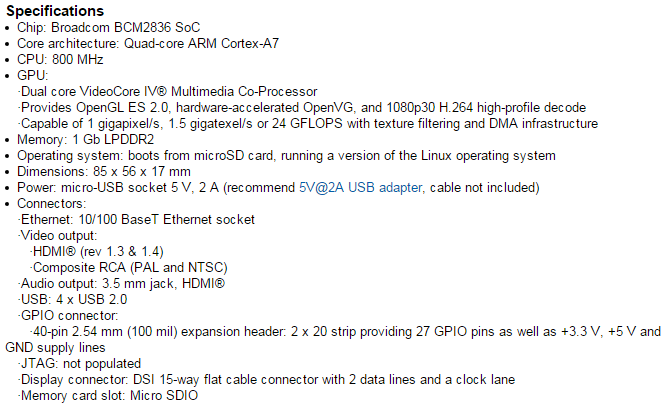 Specifications
• Chip: Broadcom BCM2836 SoC
• Core architecture: Quad-core ARM Cortex-A7
• CPU: 800 MHz
• GPU:
·Dual core VideoCore IV® Multimedia Co-Processor
·Provides OpenGL ES 2.0, hardware-accelerated OpenVG, and 1080p30 H.264 high-profile decode
·Capable of 1 gigapixel/s, 1.5 gigatexel/s or 24 GFLOPS with texture filtering and DMA infrastructure
• Memory: 1 Gb LPDDR2
• Operating system: boots from microSD card, running a version of the Linux operating system
• Dimensions: 85 x 56 x 17 mm
• Power: micro-USB socket 5 V, 2 A (recommend 5V@2A USB adapter, cable not included)
• Connectors:
·Ethernet: 10/100 BaseT Ethernet socket
·Video output:
·HDMI® (rev 1.3 & 1.4)
·Composite RCA (PAL and NTSC)
·Audio output: 3.5 mm jack, HDMI®
·USB: 4 x USB 2.0
·GPIO connector:
·40-pin 2.54 mm (100 mil) expansion header: 2 x 20 strip providing 27 GPIO pins as well as +3.3 V, +5 V and
GND supply lines
·JTAG: not populated
·Display connector: DSI 15-way flat cable connector with 2 data lines and a clock lane
·Memory card slot: Micro SDIO